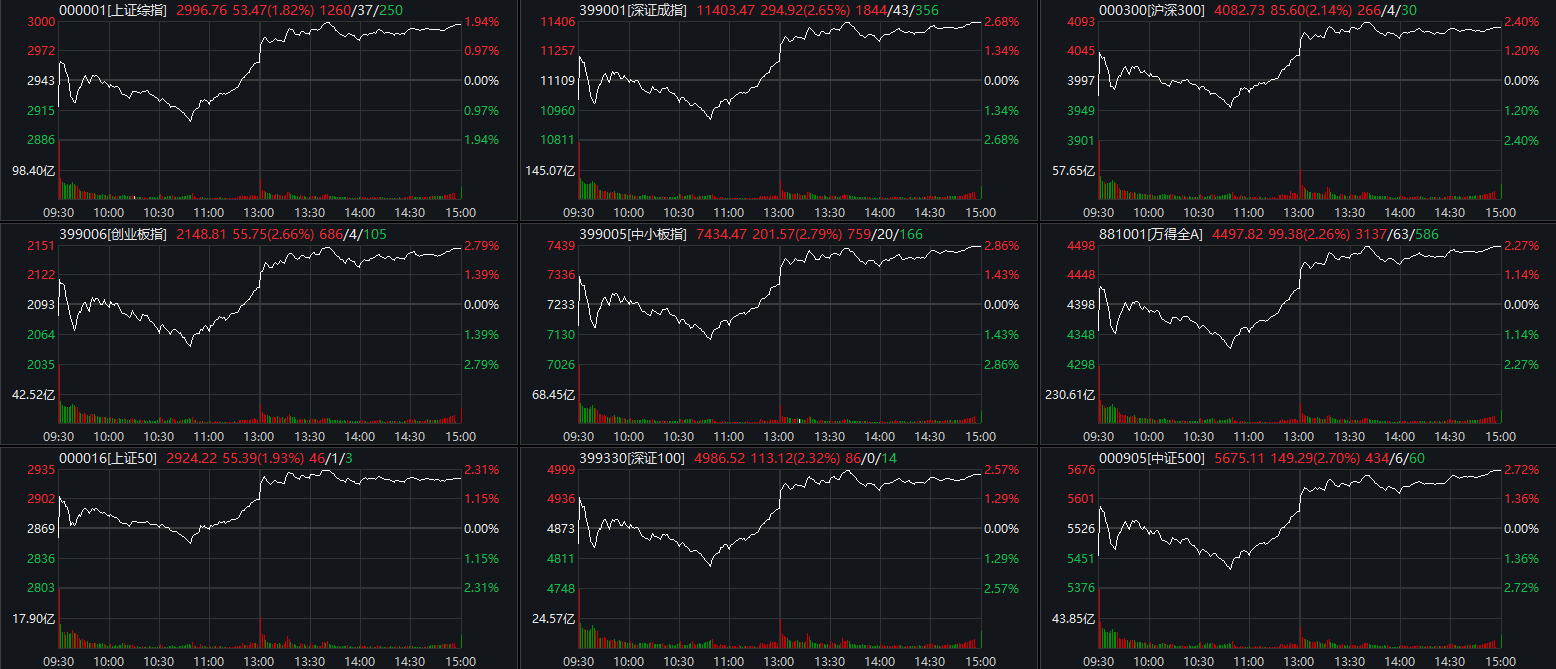 000001[上证综指] 2996.76 53.47(1.82%) 1260/37/250
3000 1.94%
2972 0.97%
2943 0.00%
2915 0.97%
2886 1.94%
98.40亿
09:30 10:00 10:30 11:00 13:00 13:30 14:00 14:30 15:00
399001[深证成指] 11403.47 294.92(2.65%) 1844/43/356
11406 2.68%
11257 1.34%
11109 0.00%
10960 1.34%
10811 2.68%
145.07亿
09:30 10:00 10:30 11:00 13:00 13:30 14:00 14:30 15:00
000300[沪深300] 4082.73 85.60(2.14%) 266/4/30
4093 2.40%
4045 1.20%
3997 0.00%
3949 1.20%
3901 2.40%
57.65亿
09:30 10:00 10:30 11:00 13:00 13:30 14:00 14:30 15:00
399006[创业板指] 2148.81 55.75(2.66%) 686/4/105
2151 2.79%
2122 1.39%
2093 0.00%
2064 1.39%
2035 2.79%
42.52亿
09:30 10:00 10:30 11:00 13:00 13:30 14:00 14:30 15:00
399005[中小板指] 7434.47 201.57(2.79%) 759/20/166
7439 2.86%
7336 1.43%
7233 0.00%
7130 1.43%
7026 2.86%
68.45亿
09:30 10:00 10:30 11:00 13:00 13:30 14:00 14:30 15:00
881001[万得全A] 4497.82 99.38(2.26%) 3137/63/586
4498 2.27%
4448 1.14%
4398 0.00%
4348 1.14%
4298 2.27%
230.61亿
09:30 10:00 10:30 11:00 13:00 13:30 14:00 14:30 15:00
000016[上证50] 2924.22 55.39(1.93%) 46/1/3
2935 2.31%
2902 1.15%
2869 0.00%
2836 1.15%
2803 2.31%
17.90亿
09:30 10:00 10:30 11:00 13:00 13:30 14:00 14:30 15:00
399330[深证100] 4986.52 113.12(2.32%) 86/0/14
4999 2.57%
4936 1.29%
4873 0.00%
4811 1.29%
4748 2.57%
24.57亿
09:30 10:00 10:30 11:00 13:00 13:30 14:00 14:30 15:00
000905[中证500] 5675.11 149.29(2.70%) 434/6/60
5676 2.72%
5601 1.36%
5526 0.00%
5451 1.36%
5376 2.72%
43.85亿
09:30 10:00 10:30 11:00 13:00 13:30 14:00 14:30 15:00